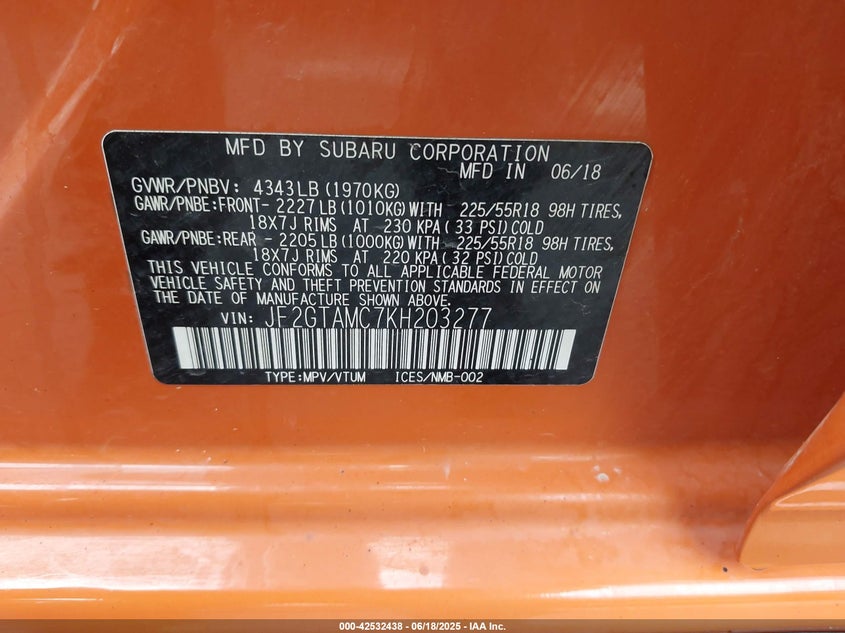 MFD BY SUBARU CORPORATION
MFD IN 06/18
GVWR/PNBV: 4343LB (1970KG)
GAWR/PNBE:FRONT- 2227LB (1010KG) WITH 225/55R18 98H TIRES,
18X7J RIMS AT 230 KPA( 33 PSI) COLD
GAWR/PNBE:REAR - 2205LB (1000KG) WITH 225/55R18 98H TIRES,
18X7J RIMS AT 220 KPA( 32 PSI) COLD
THIS VEHICLE CONFORMS TO ALL APPLICABLE FEDERAL MOTOR
VEHICLE SAFETY AND THEFT PREVENTION STANDARDS IN EFFECT ON
THE DATE OF MANUFACTURE SHOWN ABOVE.
VIN: JF2GTAMC7KH203277
TYPE:MPV/VTUM ICES/NMB-002
000-42532438 - 06/18/2025 - IAA Inc.